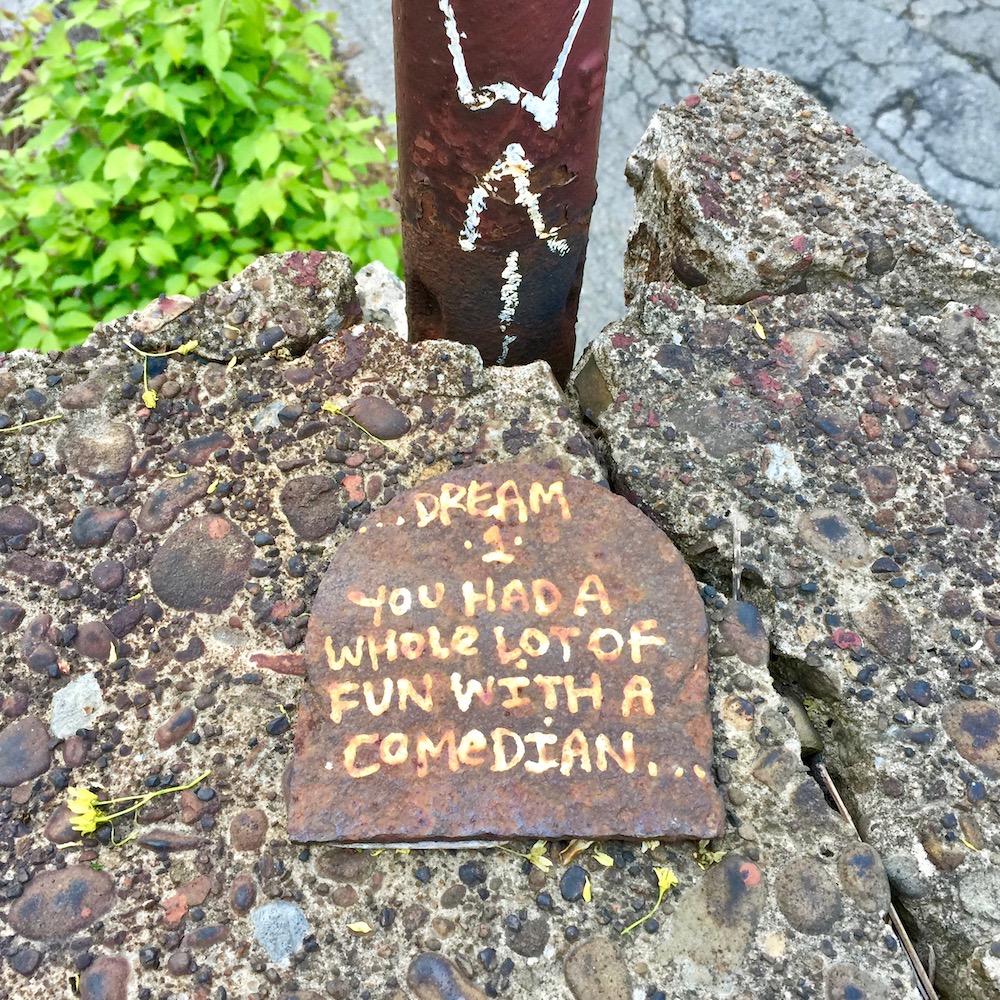 ...DREAM
·1·
YOU HAD A
WHOLe LOT OF
FUN WITH A
COMeDIAN...